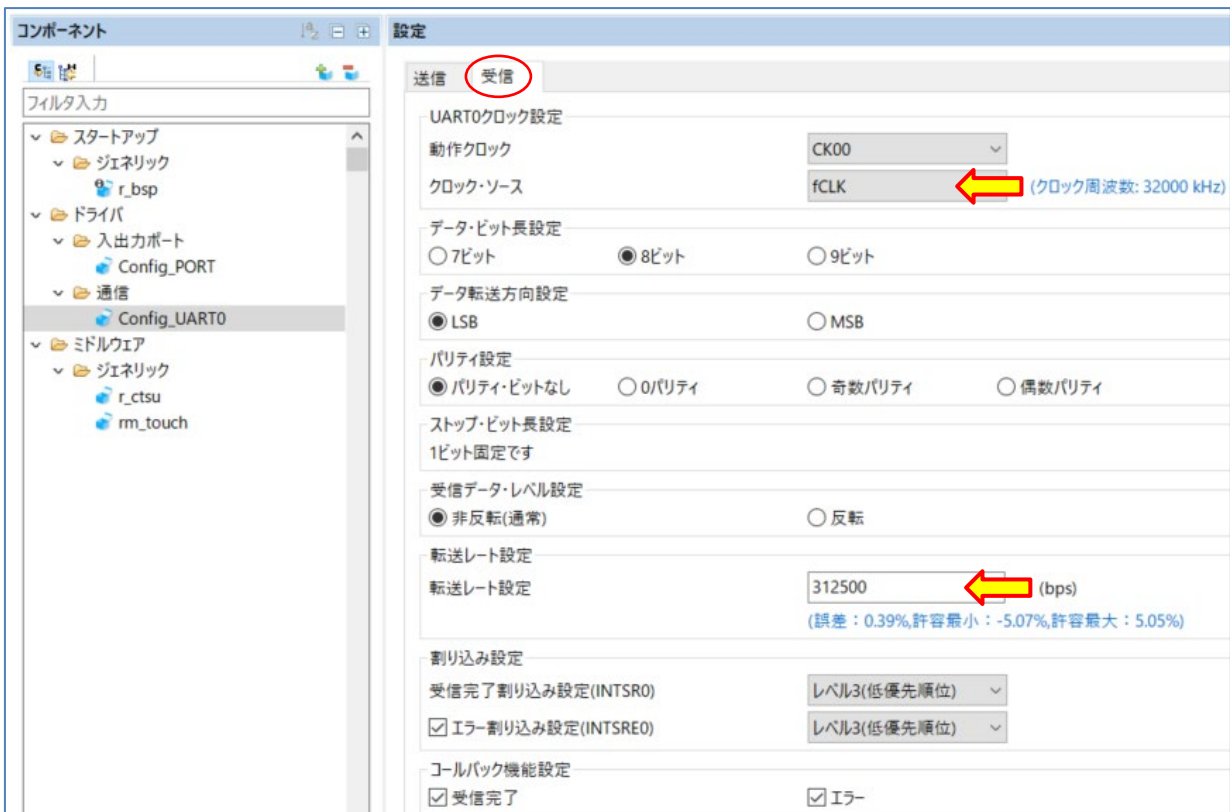 コンポーネント
フィルタ入力
スタートアップ
ジェネリック
r_bsp
ドライバ
入出力ポート
Config_PORT
通信
Config_UART0
ミドルウェア
ジェネリック
r_ctsu
rm_touch
設定
送信 受信
UART0クロック設定
動作クロック CK00
クロック・ソース fCLK (クロック周波数: 32000 kHz)
データ・ビット長設定
7ビット 8ビット 9ビット
データ転送方向設定
LSB MSB
パリティ設定
パリティ・ビットなし 0パリティ 奇数パリティ 偶数パリティ
ストップ・ビット長設定
1ビット固定です
受信データ・レベル設定
非反転(通常) 反転
転送レート設定
転送レート設定 312500 (bps)
(誤差：0.39%,許容最小：-5.07%,許容最大：5.05%)
割り込み設定
受信完了割り込み設定(INTSR0) レベル3(低優先順位)
エラー割り込み設定(INTSRE0) レベル3(低優先順位)
コールバック機能設定
受信完了 エラー